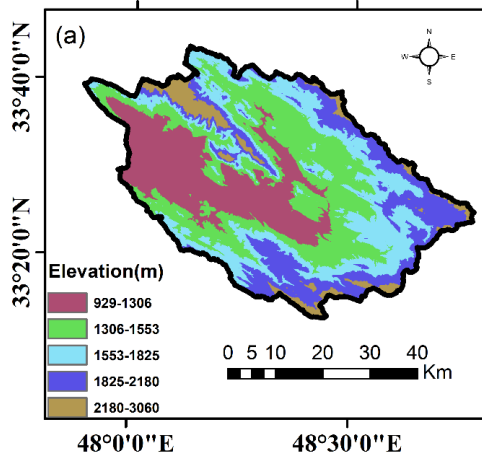 (a)
N
W E
S
33°40'0"N
33°20'0"N
Elevation(m)
929-1306
1306-1553
1553-1825
1825-2180
2180-3060
0 5 10 20 30 40
Km
48°0'0"E 48°30'0"E